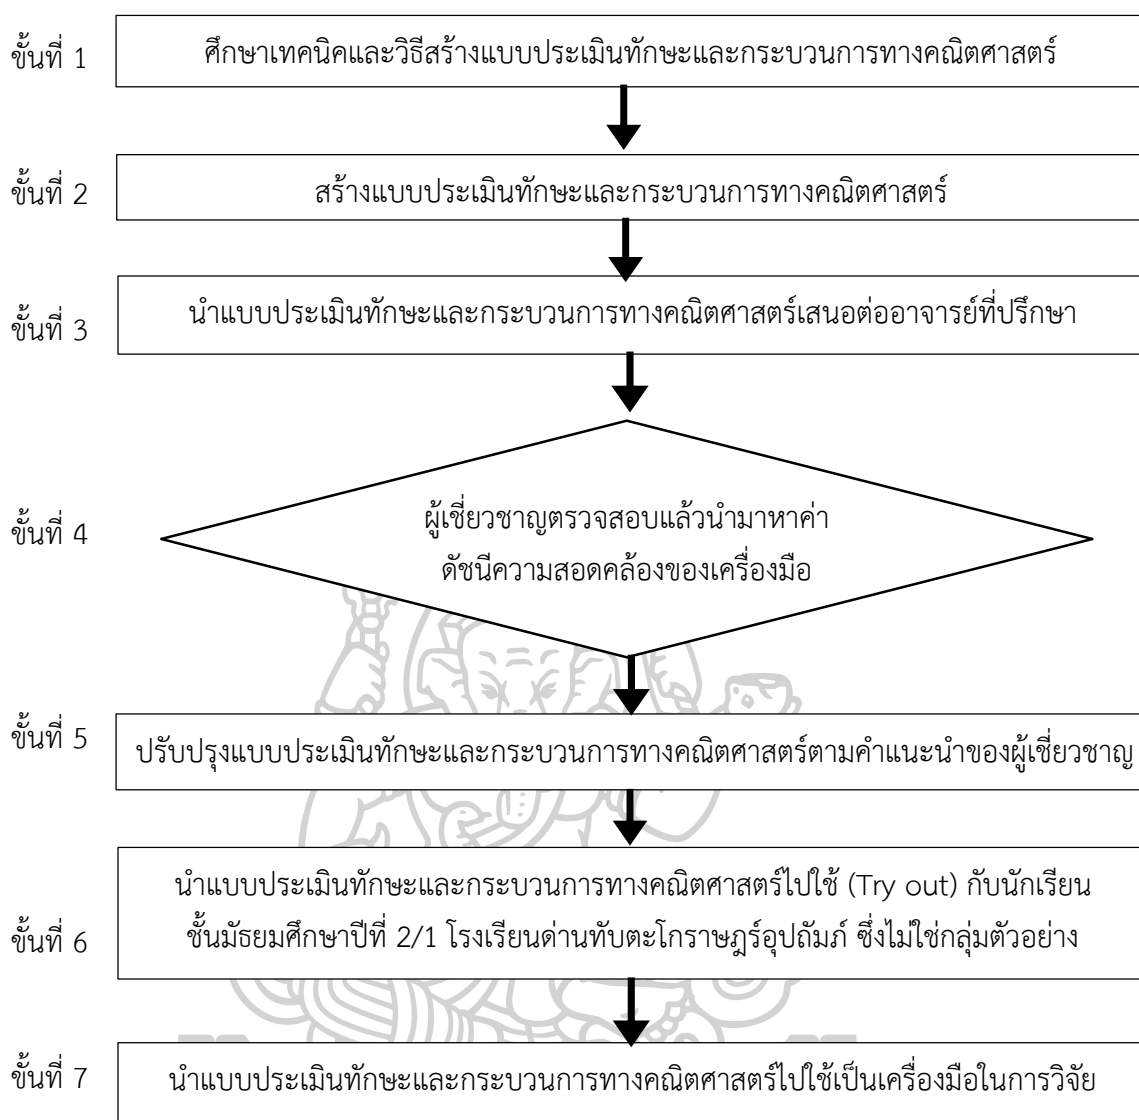 ขั้นที่ 1
ศึกษาเทคนิคและวิธีสร้างแบบประเมินทักษะและกระบวนการทางคณิตศาสตร์
ขั้นที่ 2
สร้างแบบประเมินทักษะและกระบวนการทางคณิตศาสตร์
ขั้นที่ 3
นำแบบประเมินทักษะและกระบวนการทางคณิตศาสตร์เสนอต่ออาจารย์ที่ปรึกษา
ขั้นที่ 4
ผู้เชี่ยวชาญตรวจสอบแล้วนำมาหาค่า
ดัชนีความสอดคล้องของเครื่องมือ
ขั้นที่ 5
ปรับปรุงแบบประเมินทักษะและกระบวนการทางคณิตศาสตร์ตามคำแนะนำของผู้เชี่ยวชาญ
ขั้นที่ 6
นำแบบประเมินทักษะและกระบวนการทางคณิตศาสตร์ไปใช้ (Try out) กับนักเรียน
ชั้นมัธยมศึกษาปีที่ 2/1 โรงเรียนด่านทับตะโกราษฎร์อุปถัมภ์ ซึ่งไม่ใช่กลุ่มตัวอย่าง
ขั้นที่ 7
นำแบบประเมินทักษะและกระบวนการทางคณิตศาสตร์ไปใช้เป็นเครื่องมือในการวิจัย